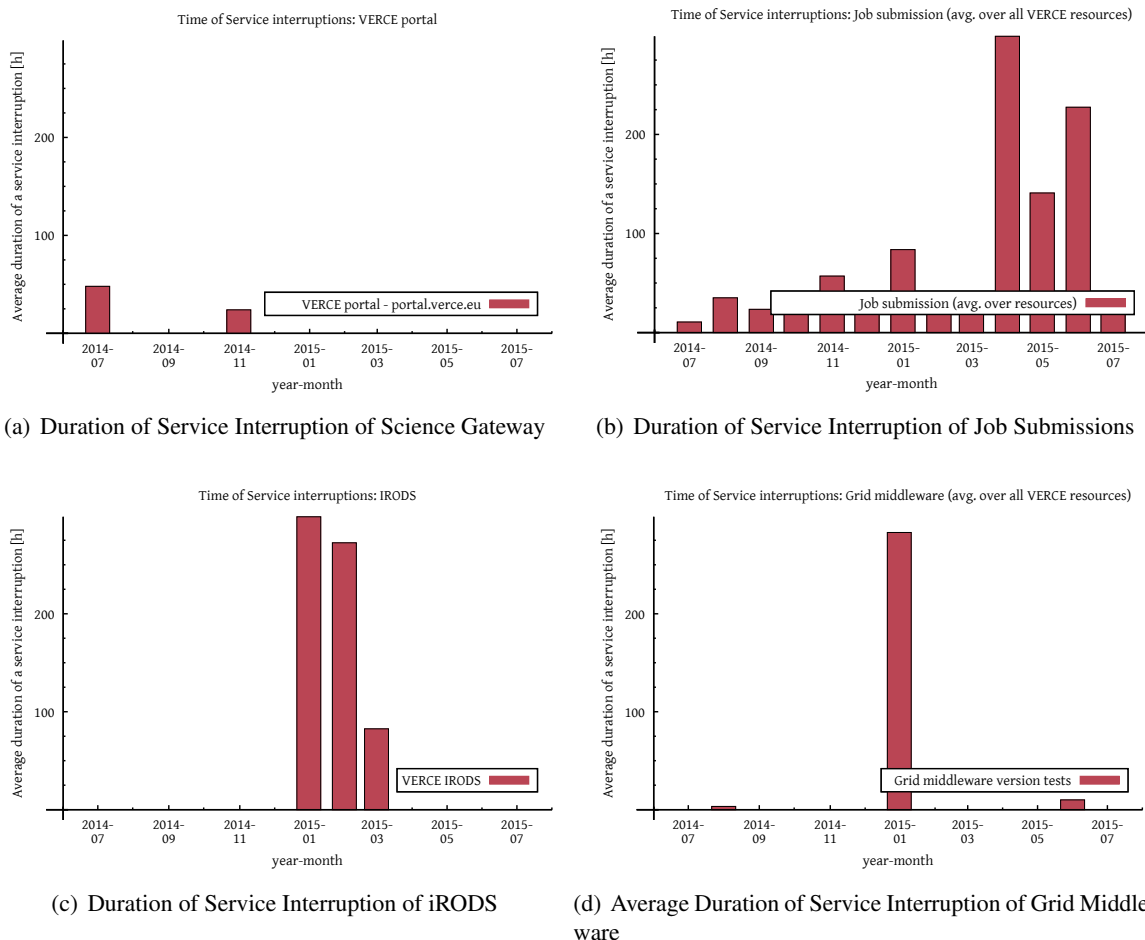 Time of Service interruptions: VERCE portal
Average duration of a service interruption [h]
200
100
VERCE portal - portal.verce.eu
2014-07 2014-09 2014-11 2015-01 2015-03 2015-05 2015-07
year-month
(a) Duration of Service Interruption of Science Gateway
Time of Service interruptions: Job submission (avg. over all VERCE resources)
Average duration of a service interruption [h]
200
100
Job submission (avg. over resources)
2014-07 2014-09 2014-11 2015-01 2015-03 2015-05 2015-07
year-month
(b) Duration of Service Interruption of Job Submissions
Time of Service interruptions: IRODS
Average duration of a service interruption [h]
200
100
VERCE IRODS
2014-07 2014-09 2014-11 2015-01 2015-03 2015-05 2015-07
year-month
(c) Duration of Service Interruption of iRODS
Time of Service interruptions: Grid middleware (avg. over all VERCE resources)
Average duration of a service interruption [h]
200
100
Grid middleware version tests
2014-07 2014-09 2014-11 2015-01 2015-03 2015-05 2015-07
year-month
(d) Average Duration of Service Interruption of Grid Middle
ware